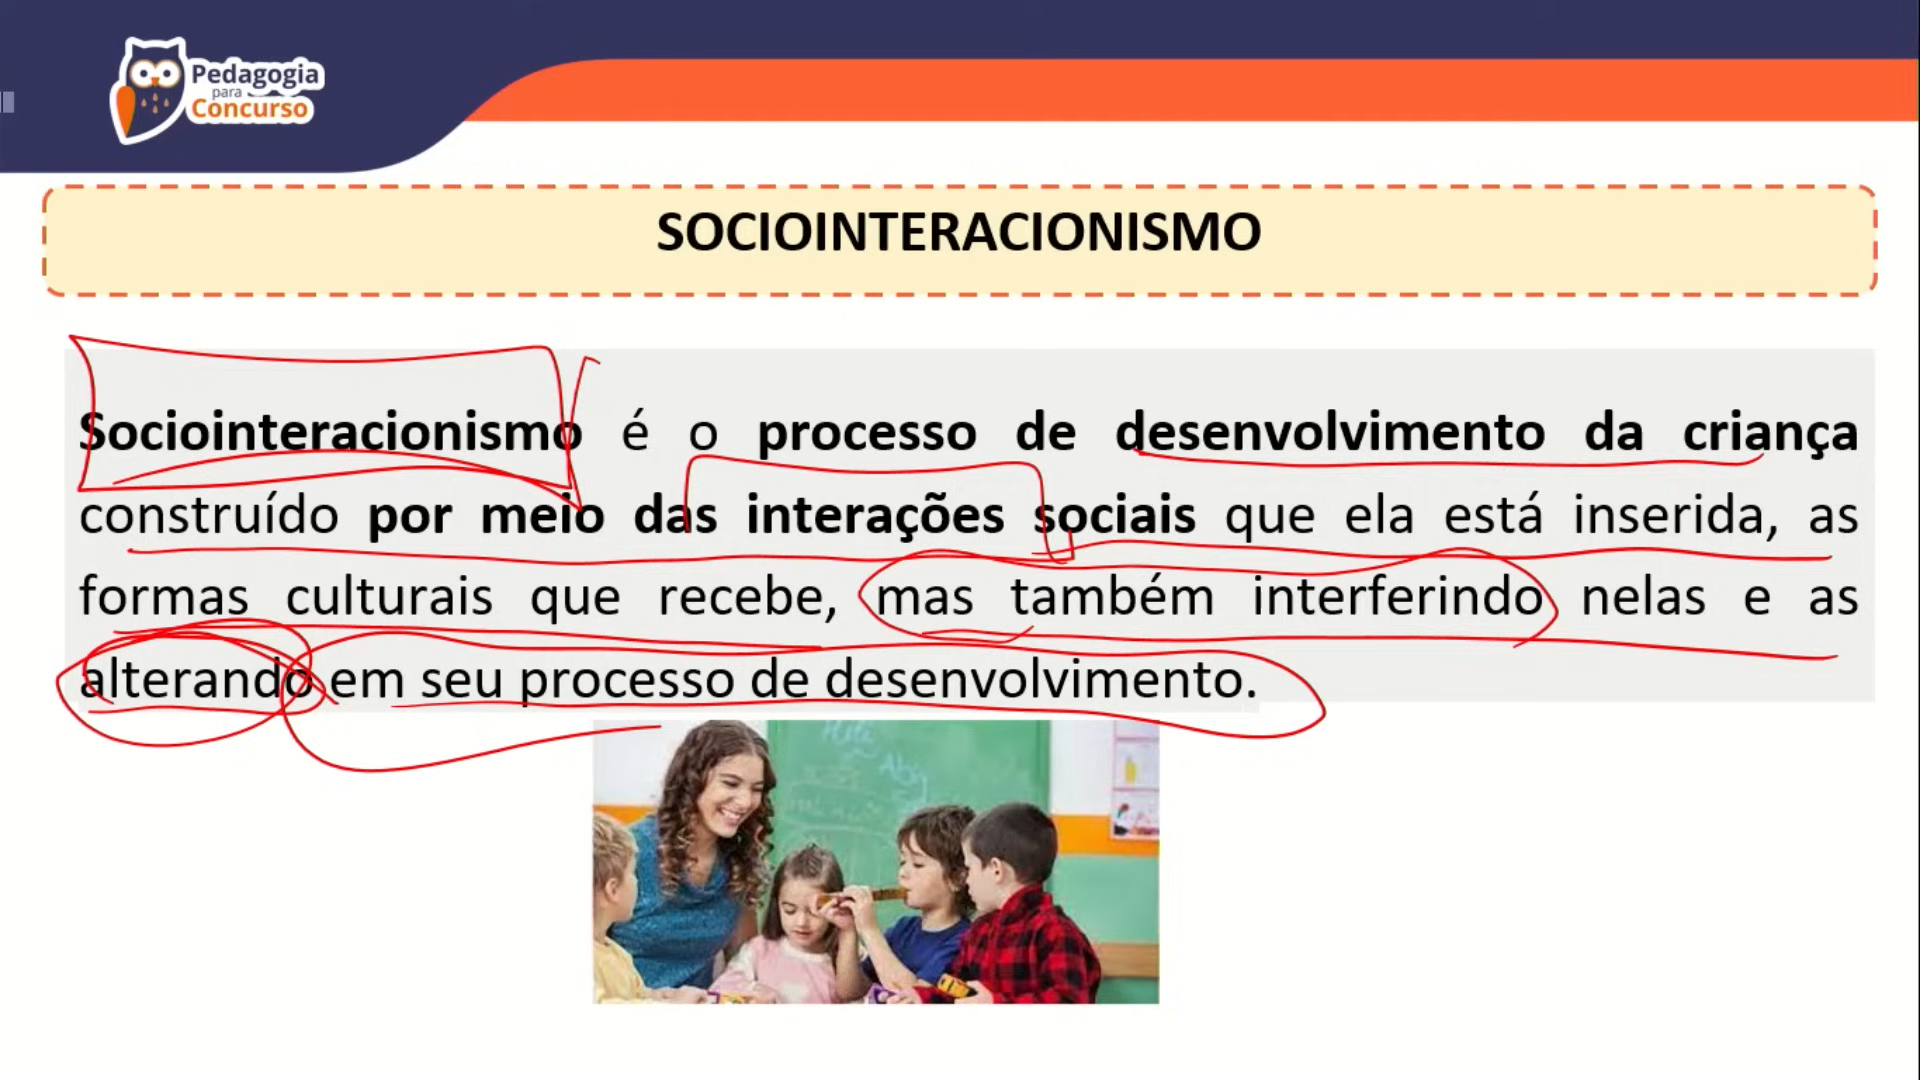 Pedagogia
para
Concurso
SOCIOINTERACIONISMO
Sociointeracionismo é o processo de desenvolvimento da criança
construído por meio das interações sociais que ela está inserida, as
formas culturais que recebe, mas também interferindo nelas e as
alterando em seu processo de desenvolvimento.